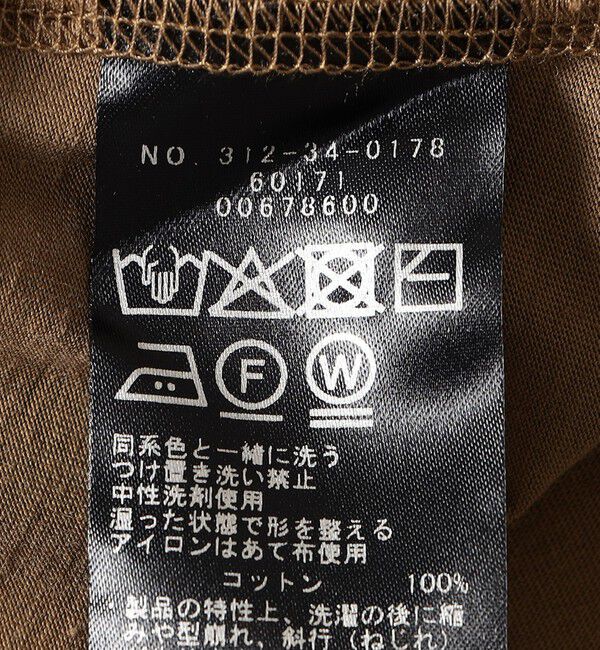 NO. 312-34-0178
60171
00678600
F W
同系色と一緒に洗う
つけ置き洗い禁止
中性洗剤使用
湿った状態で形を整える
アイロンはあて布使用
コットン 100%
製品の特性上、洗濯の後に縮
みや型崩れ、斜行(ねじれ